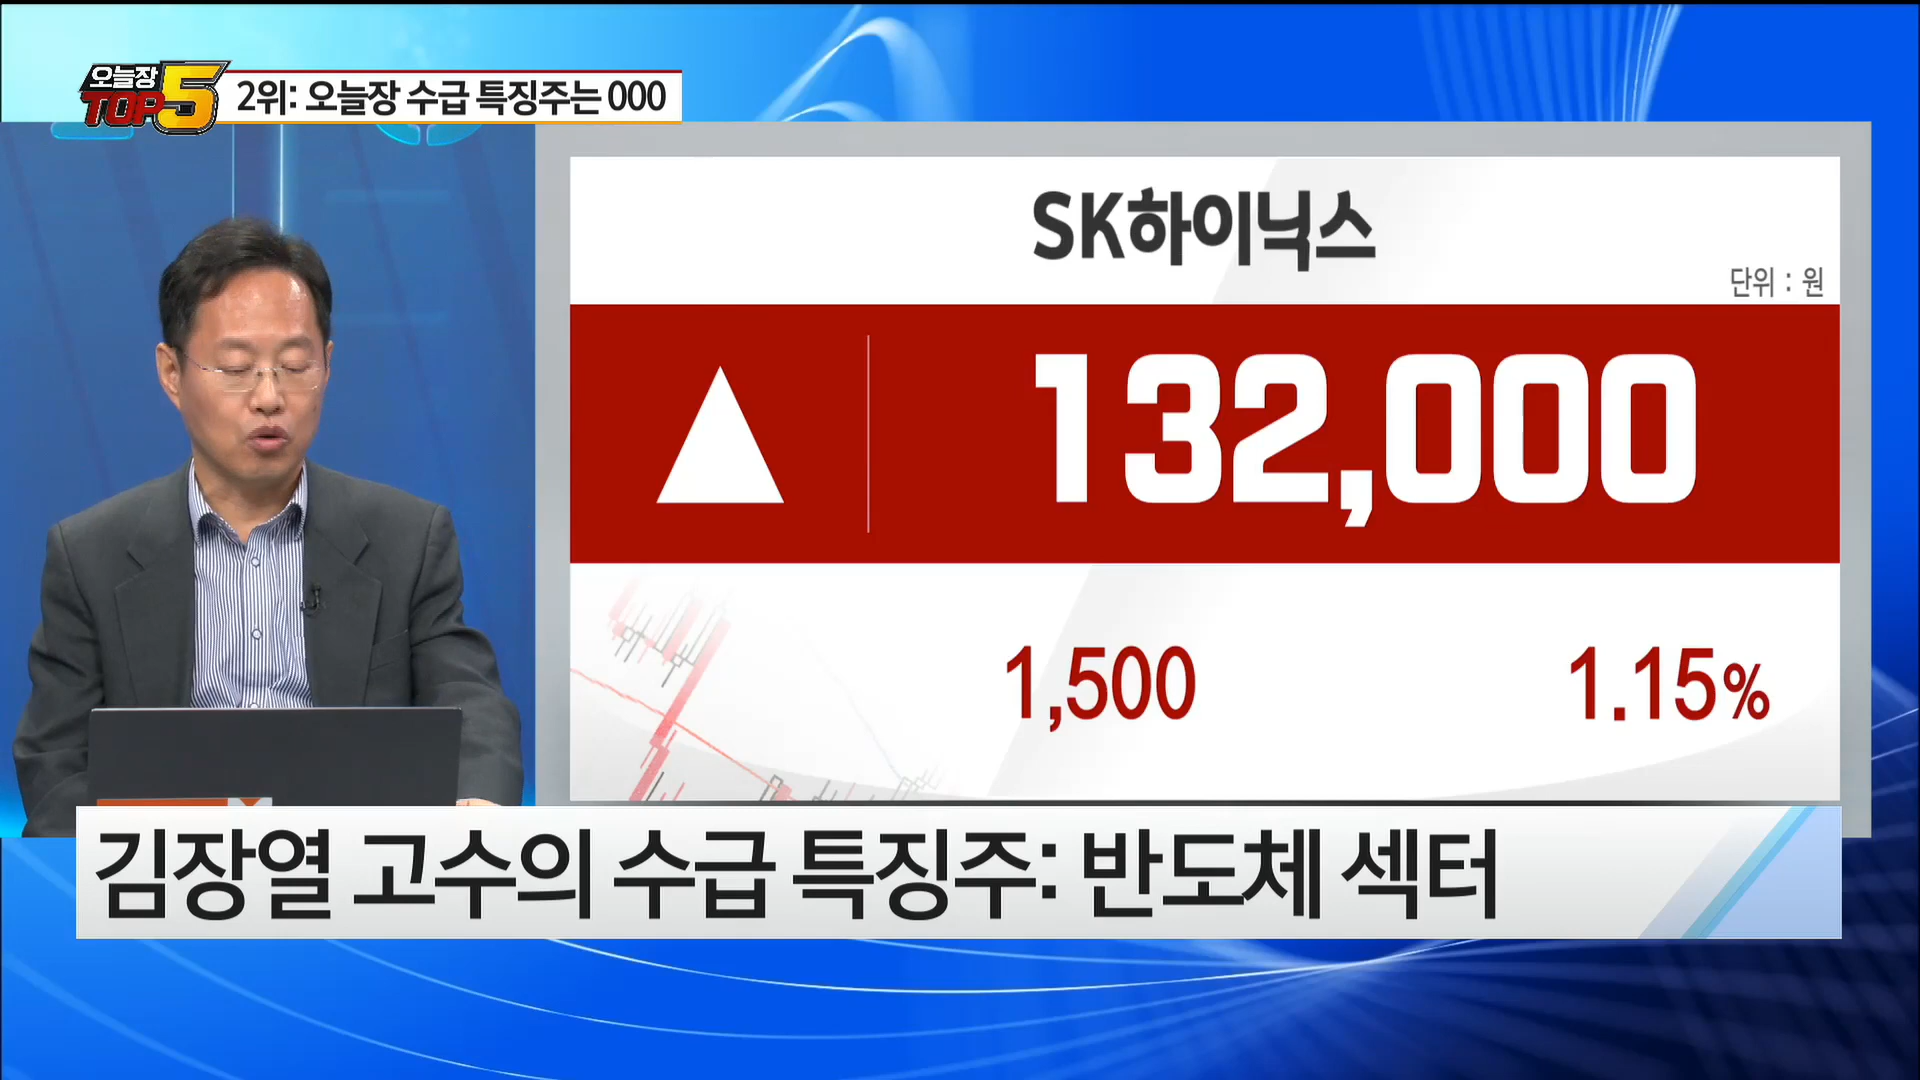 오늘장
TOP5
2위: 오늘장 수급 특징주는 000
SK하이닉스
단위 : 원
▲ 132,000
1,500 1.15%
김장열 고수의 수급 특징주: 반도체 섹터